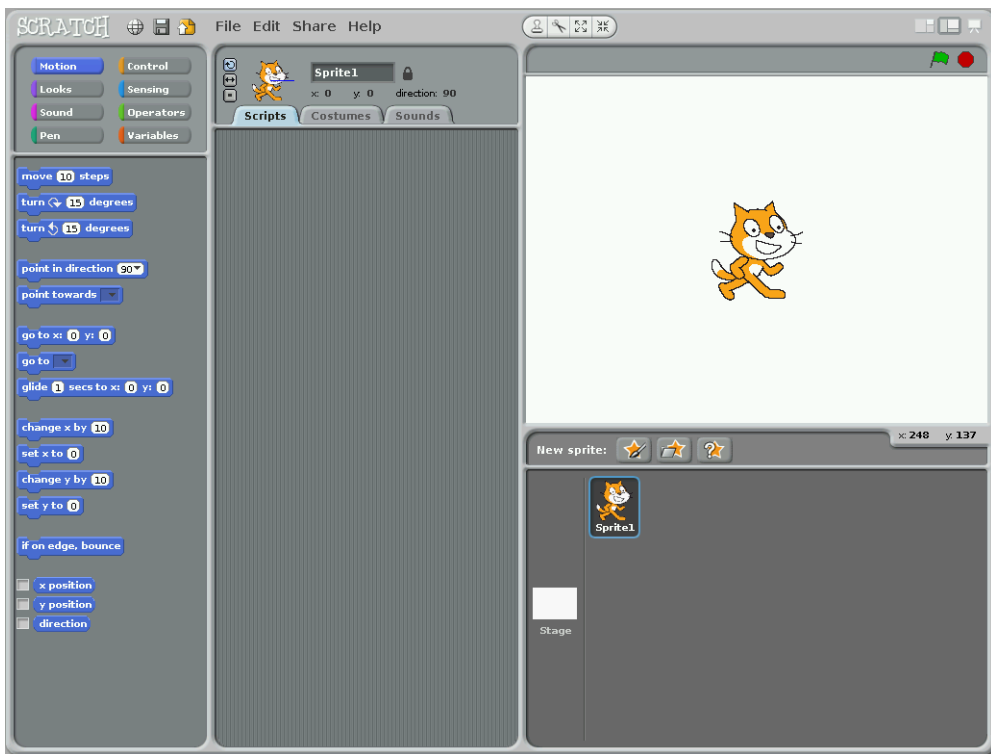 SCRATCH File Edit Share Help
Motion Control
Looks Sensing
Sound Operators
Pen Variables
Sprite1
x: 0 y: 0 direction: 90
Scripts Costumes Sounds
move 10 steps
turn 15 degrees
turn 15 degrees
point in direction 90
point towards
go to x: 0 y: 0
go to
glide 1 secs to x: 0 y: 0
change x by 10
set x to 0
change y by 10
set y to 0
if on edge, bounce
x position
y position
direction
x: 248 y: 137
New sprite:
Sprite1
Stage